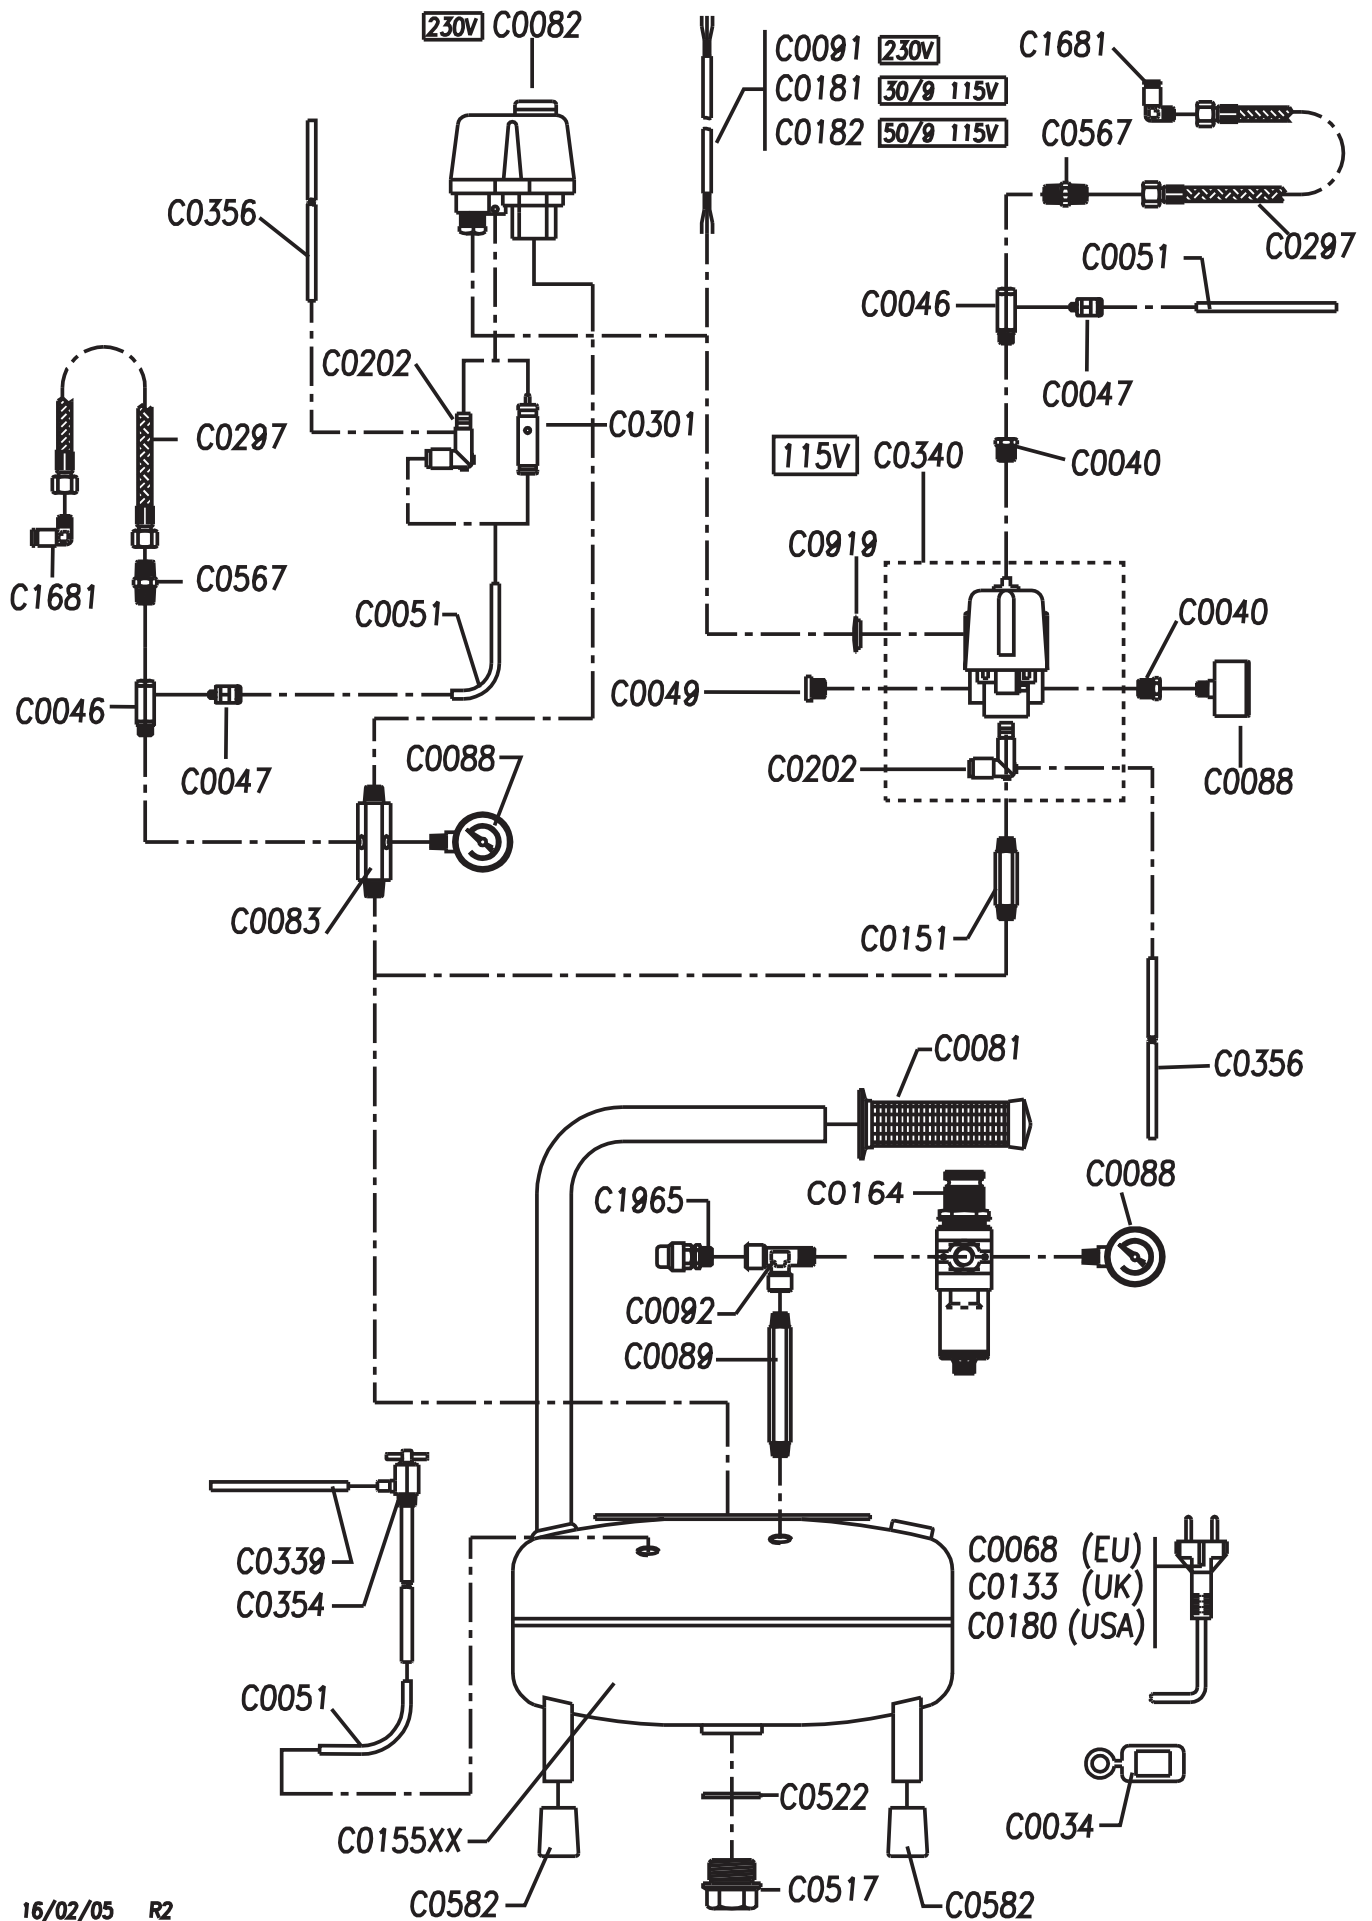 230V C0082
C0091 230V
C0181 30/9 115V
C0182 50/9 115V
C1681
C0567
C0356
C0297
C0051
C0046
C0202
C0047
C0297
C0301
115V C0340
C0040
C0919
C1681
C0567
C0051
C0040
C0049
C0046
C0047
C0088
C0202
C0088
C0083
C0151
C0081
C0356
C0088
C1965
C0164
C0092
C0089
C0339
C0354
C0068 (EU)
C0133 (UK)
C0180 (USA)
C0051
C0522
C0034
C0155XX
C0517
C0582
C0582
16/02/05 R2